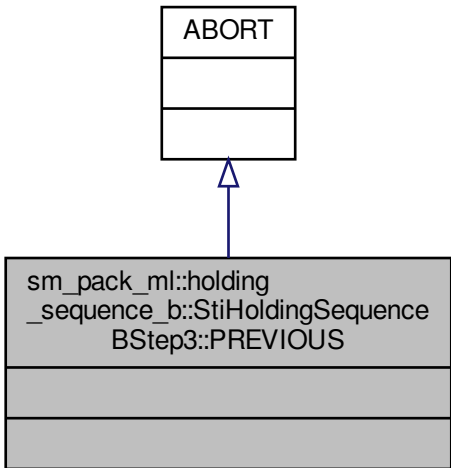 ABORT
sm_pack_ml::holding
_sequence_b::StiHoldingSequence
BStep3::PREVIOUS